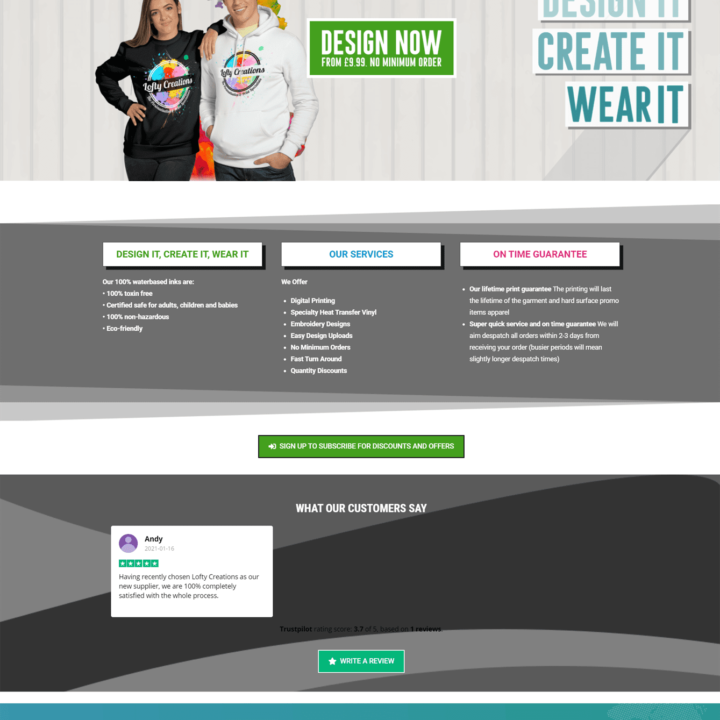 DESIGN IT
CREATE IT
WEAR IT
DESIGN NOW
FROM £9.99. NO MINIMUM ORDER
Lofty Creations
Lofty Creations
DESIGN IT, CREATE IT, WEAR IT
Our 100% waterbased inks are:
• 100% toxin free
• Certified safe for adults, children and babies
• 100% non-hazardous
• Eco-friendly
OUR SERVICES
We Offer
• Digital Printing
• Specialty Heat Transfer Vinyl
• Embroidery Designs
• Easy Design Uploads
• No Minimum Orders
• Fast Turn Around
• Quantity Discounts
ON TIME GUARANTEE
• Our lifetime print guarantee The printing will last
the lifetime of the garment and hard surface promo
items apparel
• Super quick service and on time guarantee We will
aim despatch all orders within 2-3 days from
receiving your order (busier periods will mean
slightly longer despatch times)
SIGN UP TO SUBSCRIBE FOR DISCOUNTS AND OFFERS
WHAT OUR CUSTOMERS SAY
Andy
2021-01-16
Having recently chosen Lofty Creations as our
new supplier, we are 100% completely
satisfied with the whole process.
Trustpilot rating score: 3.7 of 5, based on 1 reviews
WRITE A REVIEW